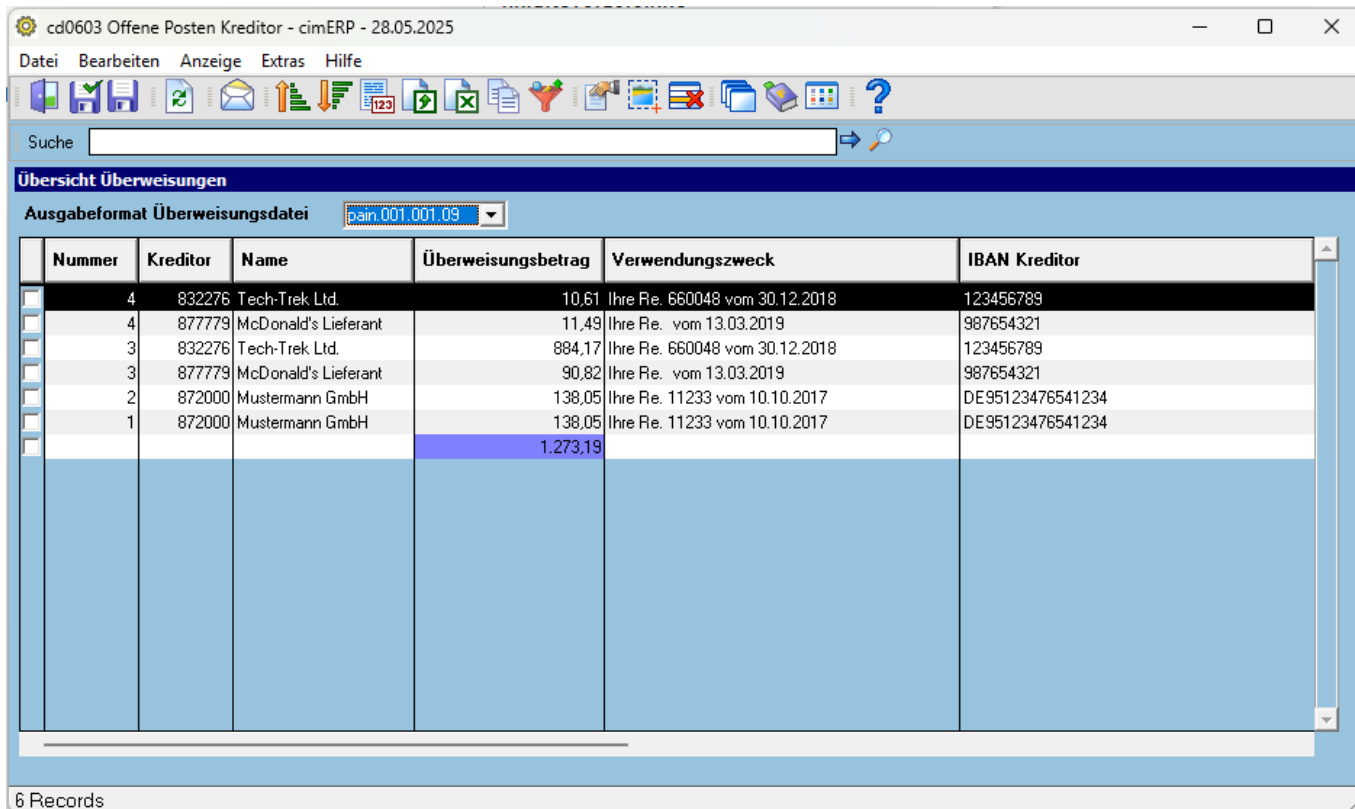 cd0603 Offene Posten Kreditor - cimERP - 28.05.2025
Datei Bearbeiten Anzeige Extras Hilfe
123
Suche
Übersicht Überweisungen
Ausgabeformat Überweisungsdatei pain.001.001.09
Nummer Kreditor Name Überweisungsbetrag Verwendungszweck IBAN Kreditor
4 832276 Tech-Trek Ltd. 10,61 Ihre Re. 660048 vom 30.12.2018 123456789
4 877779 McDonald's Lieferant 11,49 Ihre Re. vom 13.03.2019 987654321
3 832276 Tech-Trek Ltd. 884,17 Ihre Re. 660048 vom 30.12.2018 123456789
3 877779 McDonald's Lieferant 90,82 Ihre Re. vom 13.03.2019 987654321
2 872000 Mustermann GmbH 138,05 Ihre Re. 11233 vom 10.10.2017 DE95123476541234
1 872000 Mustermann GmbH 138,05 Ihre Re. 11233 vom 10.10.2017 DE95123476541234
1.273,19
6 Records